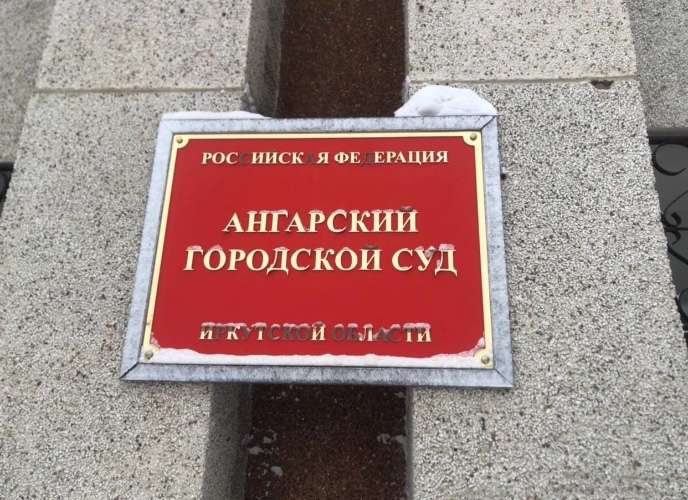 РОССИЙСКАЯ ФЕДЕРАЦИЯ
АНГАРСКИЙ
ГОРОДСКОЙ СУД
ИРКУТСКОЙ ОБЛАСТИ